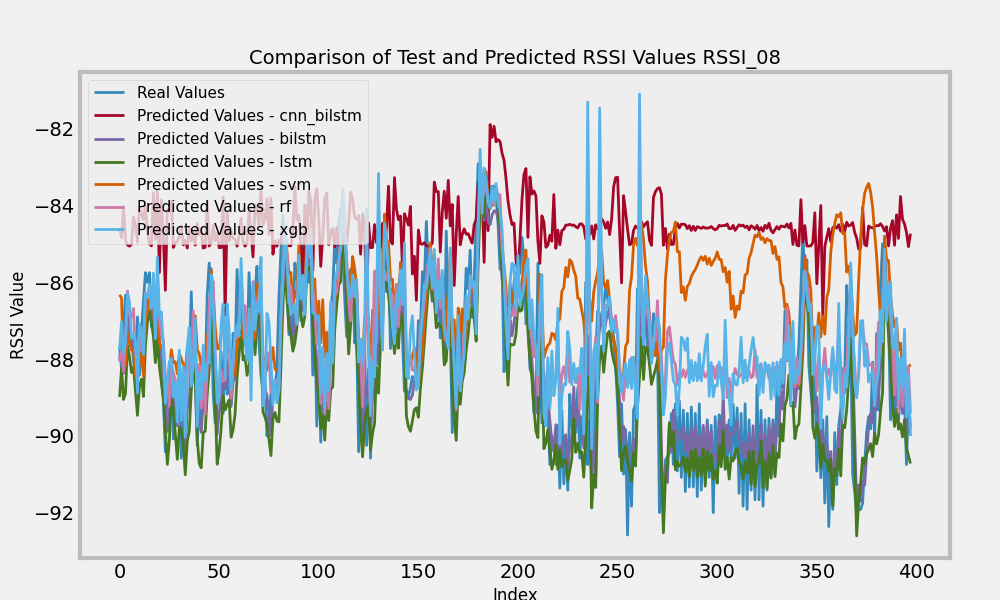 Comparison of Test and Predicted RSSI Values RSSI_08
Real Values
Predicted Values - cnn_bilstm
Predicted Values - bilstm
Predicted Values - lstm
Predicted Values - svm
Predicted Values - rf
Predicted Values - xgb
RSSI Value
−82
−84
−86
−88
−90
−92
0 50 100 150 200 250 300 350 400
Index